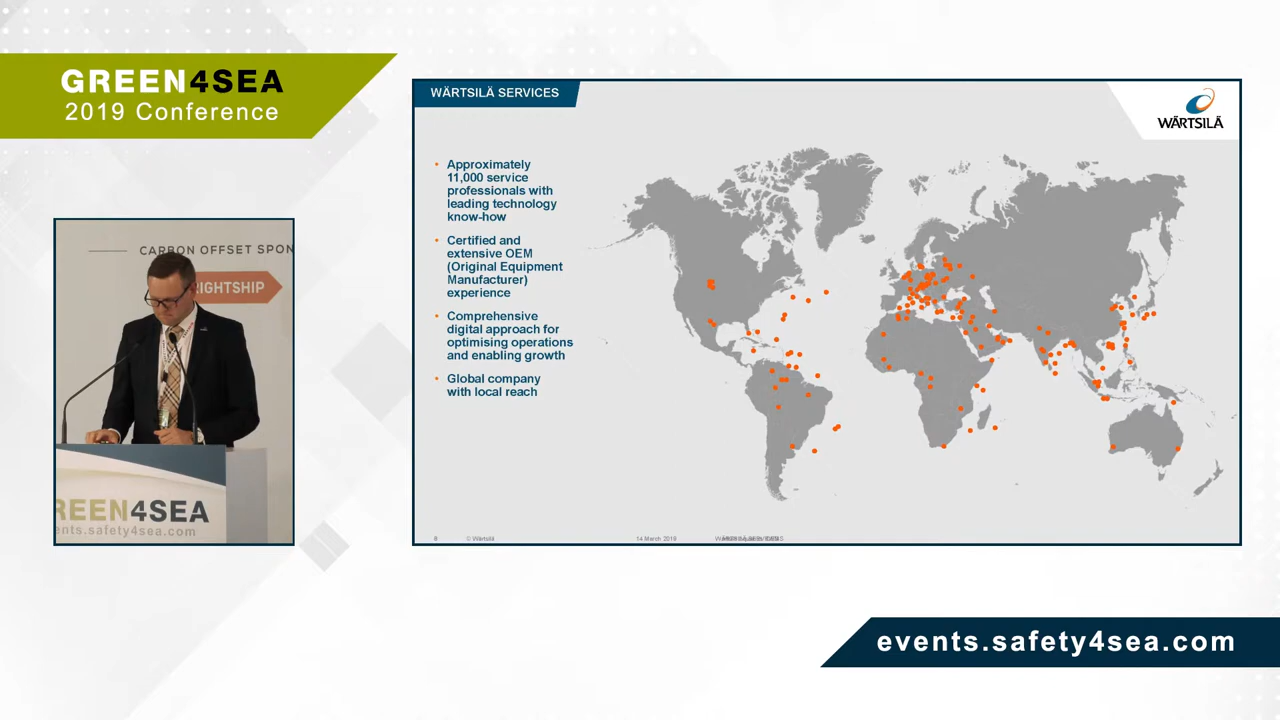 GREEN4SEA
2019 Conference
CARBON OFFSET SPON
RIGHTSHIP
REEN4SEA
ents.safety4sea.com
WÄRTSILÄ SERVICES
WÄRTSILÄ
• Approximately
11,000 service
professionals with
leading technology
know-how
• Certified and
extensive OEM
(Original Equipment
Manufacturer)
experience
• Comprehensive
digital approach for
optimising operations
and enabling growth
• Global company
with local reach
8 © Wärtsilä 14 March 2019
events.safety4sea.com